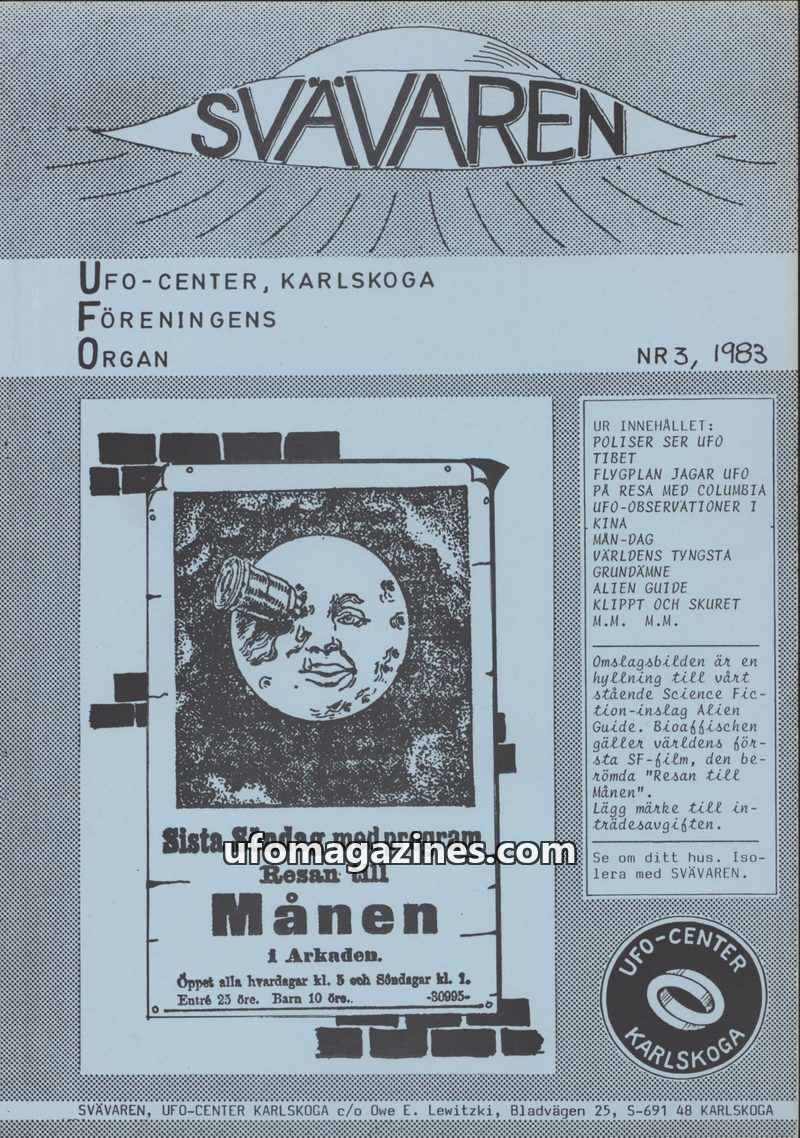 SVÄVAREN
UFO-CENTER, KARLSKOGA
FÖRENINGENS
ORGAN
NR 3, 1983
UR INNEHÅLLET:
POLISER SER UFO
TIBET
FLYGPLAN JAGAR UFO
PÅ RESA MED COLUMBIA
UFO-OBSERVATIONER I
KINA
MÅN-DAG
VÄRLDENS TYNGSTA
GRUNDÄMNE
ALIEN GUIDE
KLIPPT OCH SKURET
M.M. M.M.
Omslagsbilden är en
hyllning till vårt
stående Science Fic-
tion-inslag Alien
Guide. Bioaffischen
gäller världens för-
sta SF-film, den be-
römda "Resan till
Månen".
Lägg märke till in-
trädesavgiften.
Se om ditt hus. Iso-
lera med SVÄVAREN.
Sista Söndag med program
ufomagazines.com
Resan till
Månen
i Arkaden.
Öppet alla hvardagar kl. 5 och Söndagar kl. 1.
Entré 25 öre. Barn 10 öre. -30995-
UFO-CENTER
KARLSKOGA
SVÄVAREN, UFO-CENTER KARLSKOGA c/o Owe E. Lewitzki, Bladvägen 25, S-691 48 KARLSKOGA